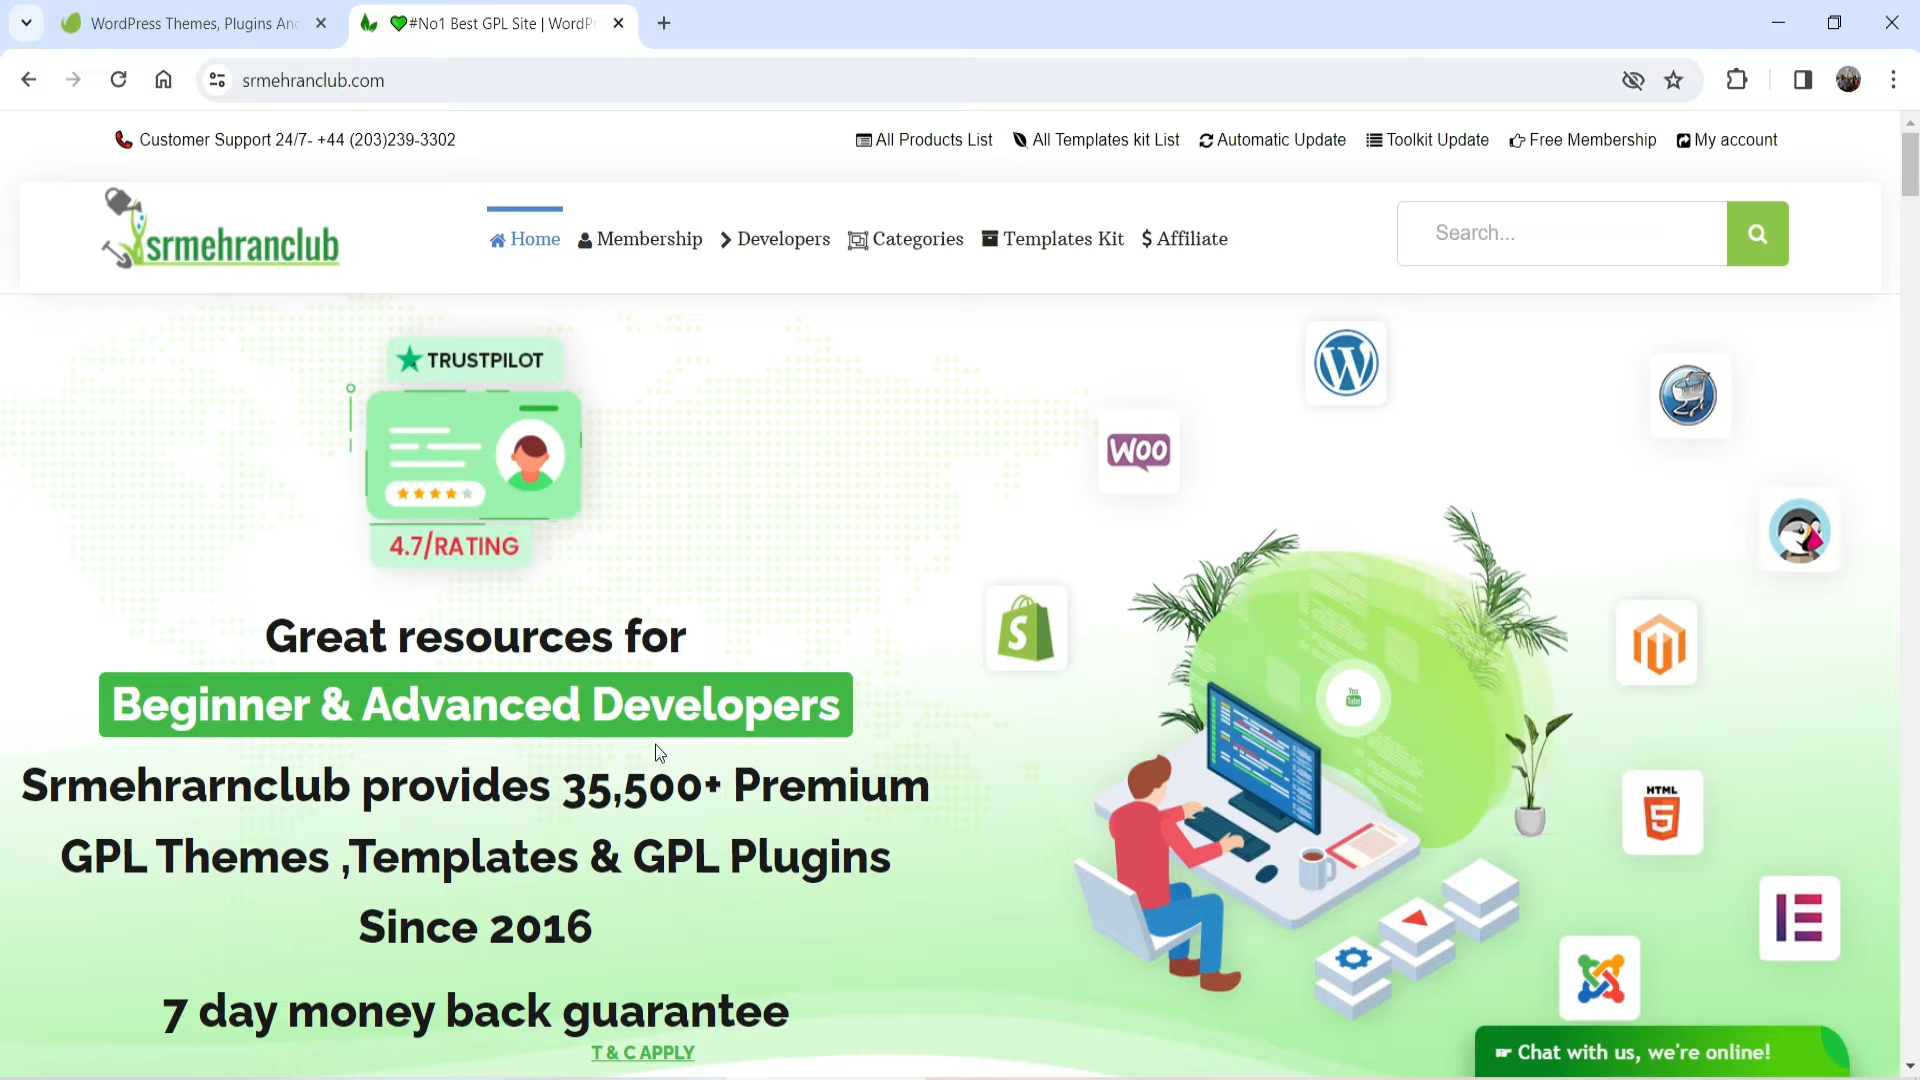 WordPress Themes, Plugins An
💚#No1 Best GPL Site | WordP
srmehranclub.com
Customer Support 24/7- +44 (203)239-3302
All Products List
All Templates kit List
Automatic Update
Toolkit Update
Free Membership
My account
srmehranclub
Home
Membership
Developers
Categories
Templates Kit
$ Affiliate
Search...
TRUSTPILOT
4.7/RATING
WOO
HTML
5
You
Tube
Great resources for
Beginner & Advanced Developers
Srmehrarnclub provides 35,500+ Premium
GPL Themes ,Templates & GPL Plugins
Since 2016
7 day money back guarantee
T & C APPLY
☛ Chat with us, we're online!